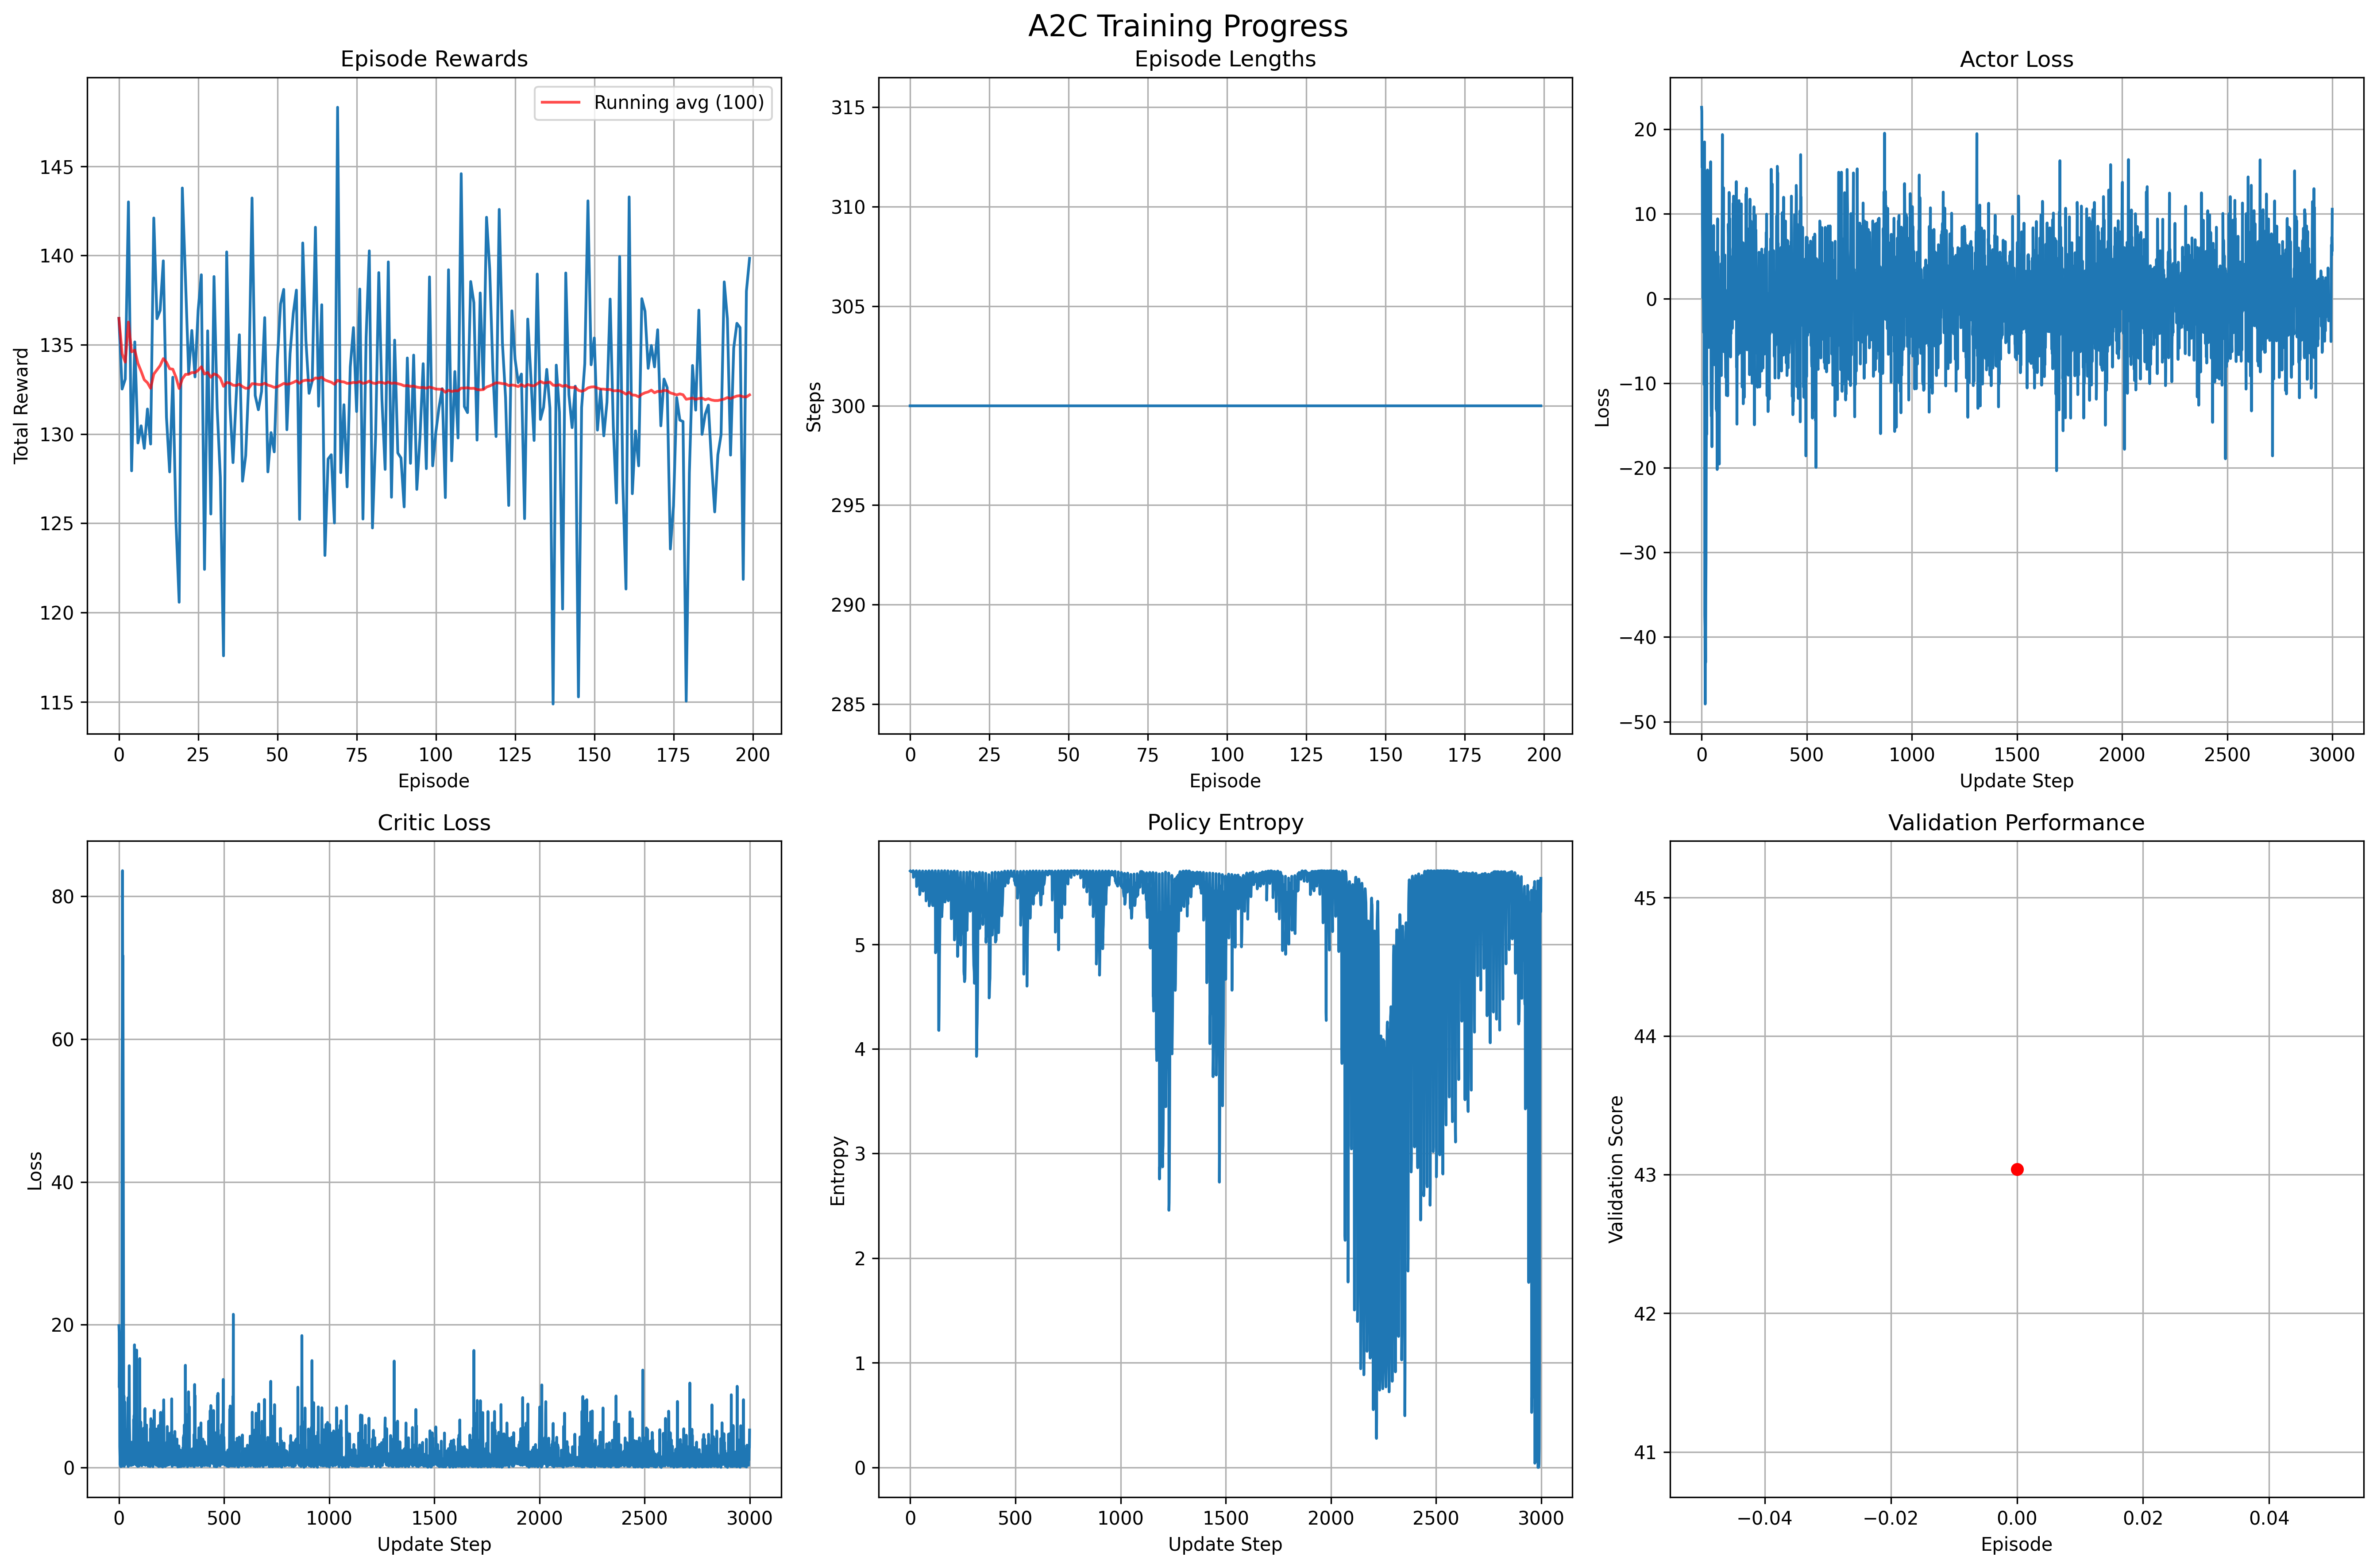 A2C Training Progress
Episode Rewards
Running avg (100)
145
140
135
130
125
120
115
Total Reward
0 25 50 75 100 125 150 175 200
Episode
Episode Lengths
315
310
305
300
295
290
285
Steps
0 25 50 75 100 125 150 175 200
Episode
Actor Loss
20
10
0
−10
−20
−30
−40
−50
Loss
0 500 1000 1500 2000 2500 3000
Update Step
Critic Loss
80
60
40
20
0
Loss
0 500 1000 1500 2000 2500 3000
Update Step
Policy Entropy
5
4
3
2
1
0
Entropy
0 500 1000 1500 2000 2500 3000
Update Step
Validation Performance
45
44
43
42
41
Validation Score
−0.04 −0.02 0.00 0.02 0.04
Episode